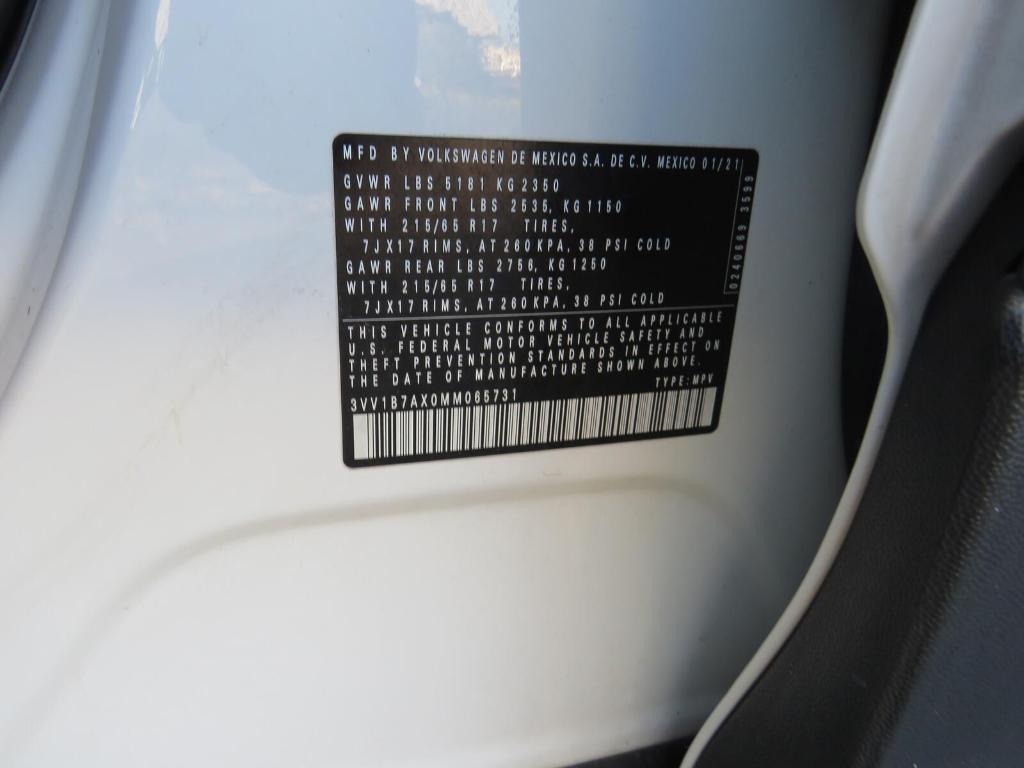 MFD BY VOLKSWAGEN DE MEXICO S.A. DE C.V. MEXICO 01/21
GVWR LBS 5181 KG 2350
GAWR FRONT LBS 2535, KG 1150
WITH 215/65 R17 TIRES,
7JX17 RIMS, AT 260 KPA, 38 PSI COLD
GAWR REAR LBS 2756, KG 1250
WITH 215/65 R17 TIRES,
7JX17 RIMS, AT 260 KPA, 38 PSI COLD
0240669 3599
THIS VEHICLE CONFORMS TO ALL APPLICABLE
U.S. FEDERAL MOTOR VEHICLE SAFETY AND
THEFT PREVENTION STANDARDS IN EFFECT ON
THE DATE OF MANUFACTURE SHOWN ABOVE.
3VV1B7AX0MM065731 TYPE: MPV